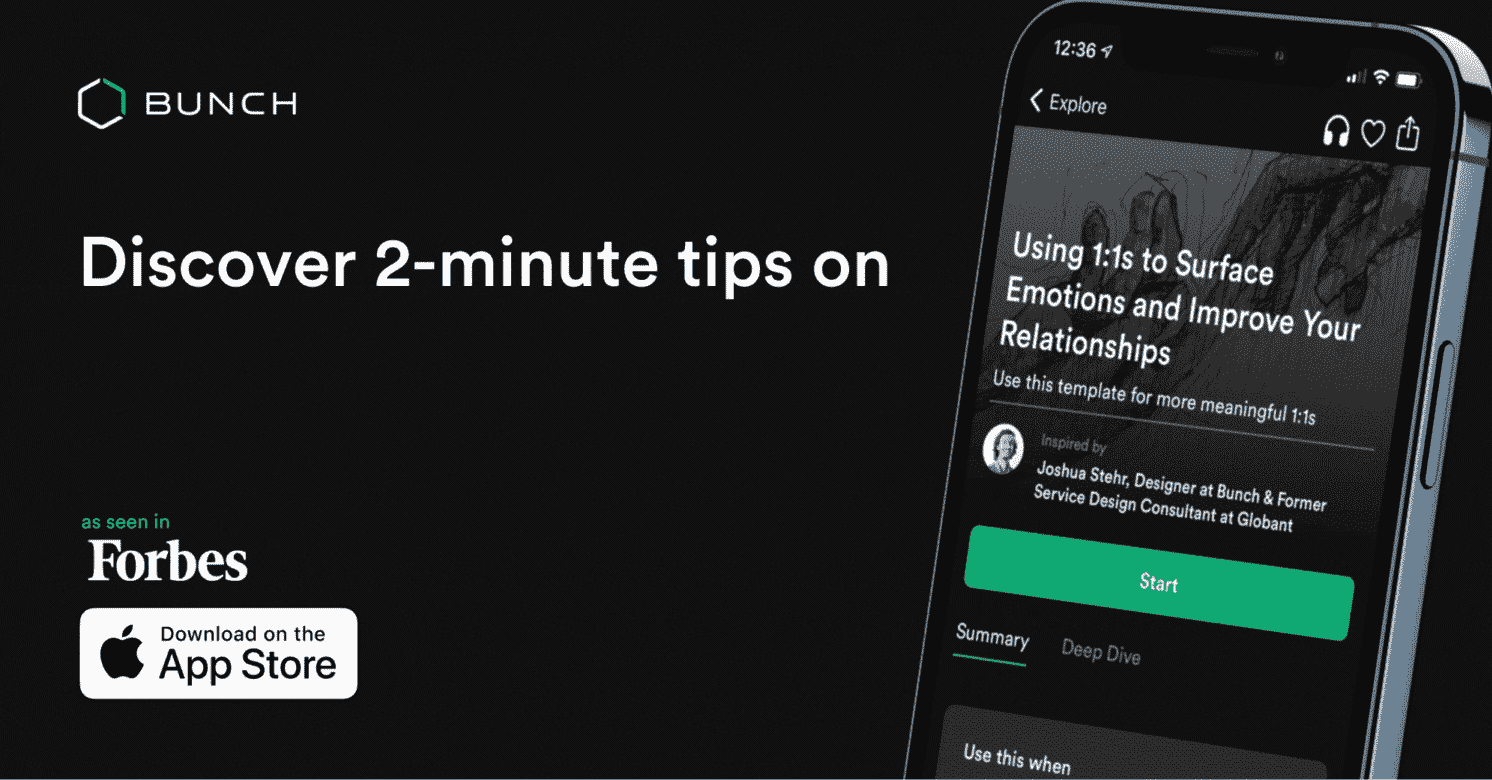 BUNCH
Discover 2-minute tips on
as seen in
Forbes
Download on the
App Store
12:36
Explore
Using 1:1s to Surface
Emotions and Improve Your
Relationships
Use this template for more meaningful 1:1s
Inspired by
Joshua Stehr, Designer at Bunch & Former
Service Design Consultant at Globant
Start
Summary
Deep Dive
Use this when